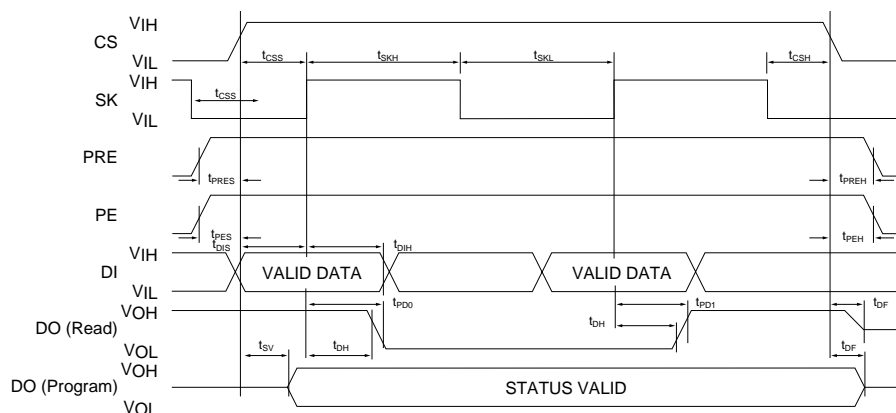 VIH
CS
VIL
tCSS
tSKH
tSKL
tCSH
VIH
SK
VIL
tCSS
PRE
tPRES
tPREH
PE
tPES
tPEH
VIH
DI
VIL
tDIS
tDIH
VALID DATA
VALID DATA
VOH
DO (Read)
VOL
tPD0
tPD1
tDH
tDF
tSV
tDH
tDF
VOH
DO (Program)
VOL
STATUS VALID